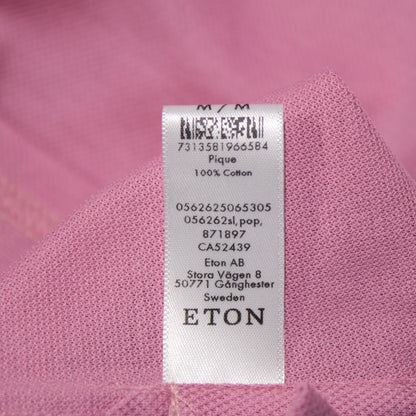 M / M
7313581966584
Pique
100% Cotton
0562625065305
056262sl, pop,
871897
CA52439
Eton AB
Stora Vägen 8
50771 Gånghester
Sweden
ETON